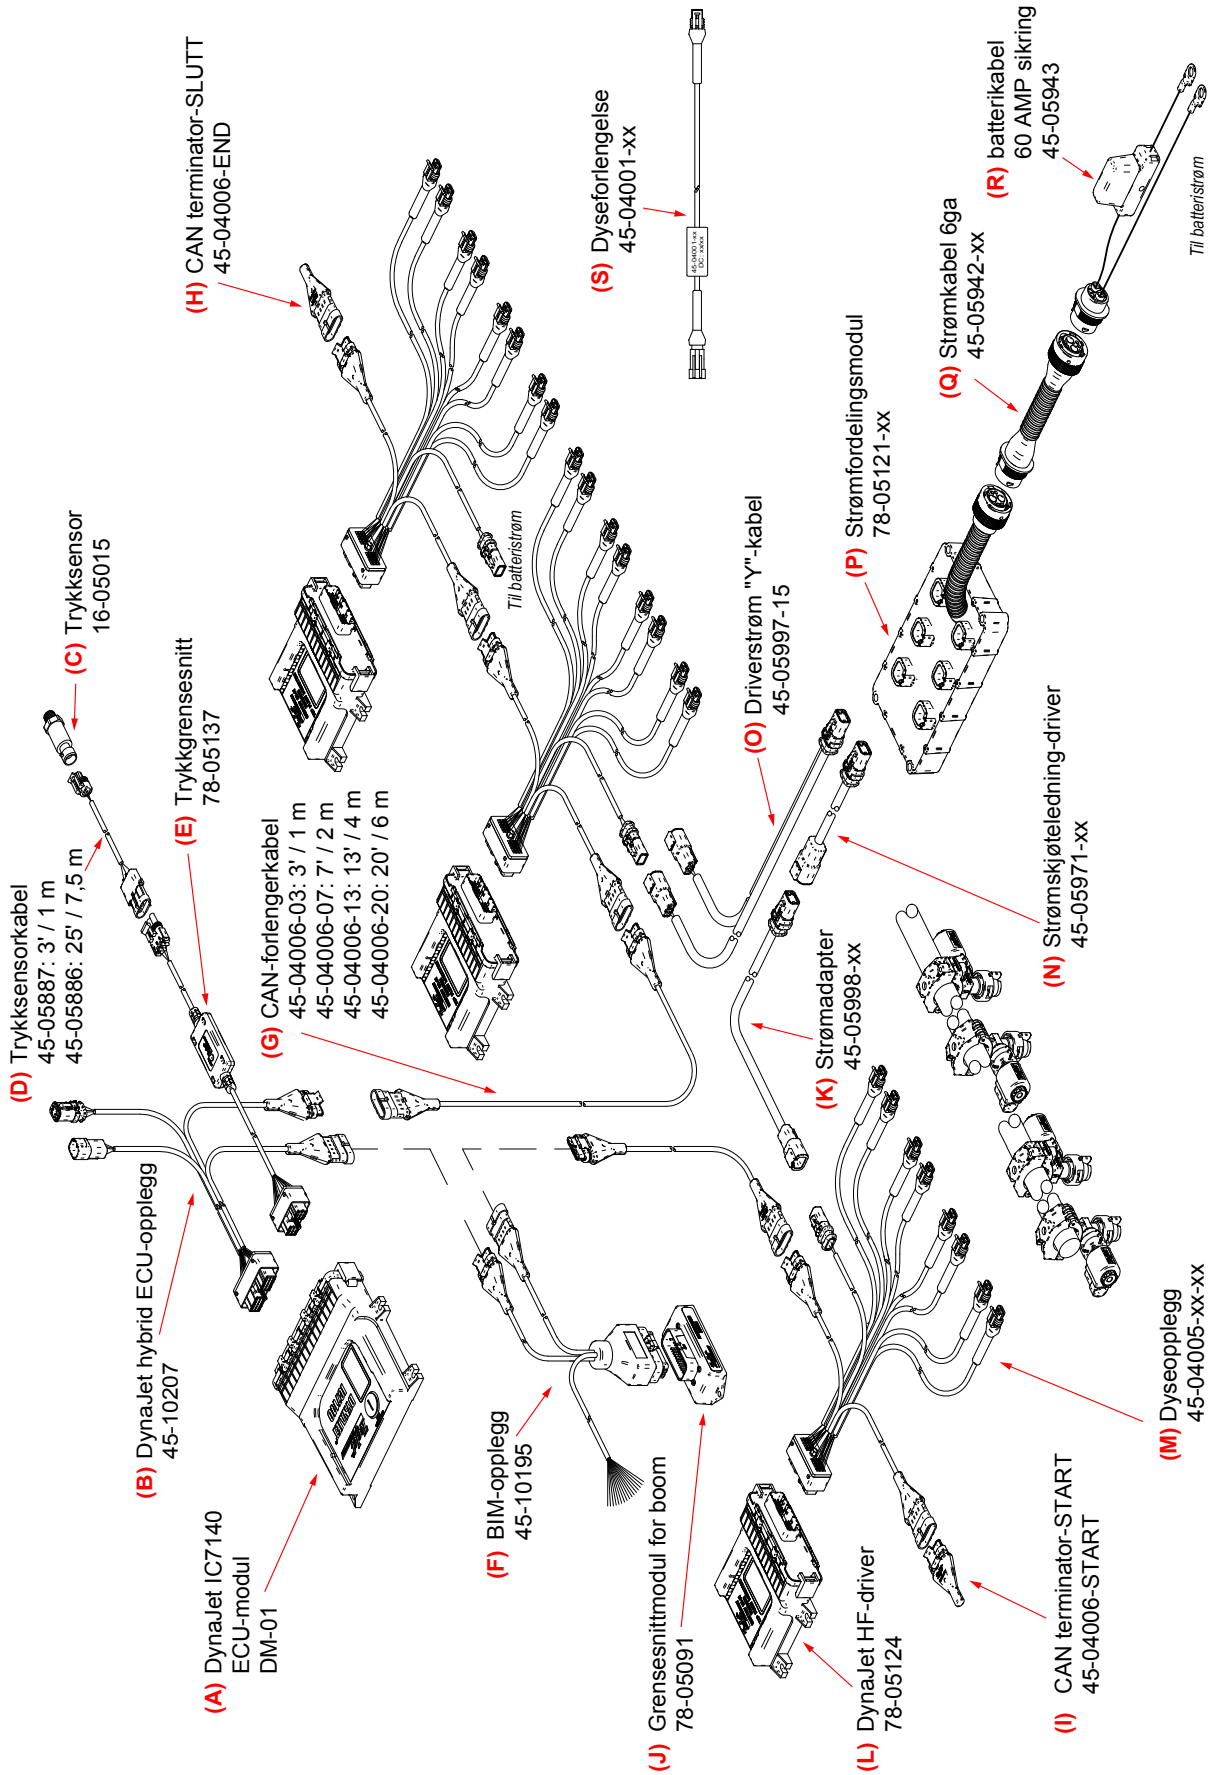 (A) DynaJet IC7140
ECU-modul
DM-01
(B) DynaJet hybrid ECU-opplegg
45-10207
(C) Trykksensor
16-05015
(D) Trykksensorkabel
45-05887: 3' / 1 m
45-05886: 25' / 7,5 m
(E) Trykkgrensesnitt
78-05137
(F) BIM-opplegg
45-10195
(G) CAN-forlengerkabel
45-04006-03: 3' / 1 m
45-04006-07: 7' / 2 m
45-04006-13: 13' / 4 m
45-04006-20: 20' / 6 m
(H) CAN terminator-SLUTT
45-04006-END
(I) CAN terminator-START
45-04006-START
(J) Grensesnittmodul for boom
78-05091
(K) Strømadapter
45-05998-xx
(L) DynaJet HF-driver
78-05124
(M) Dyseopplegg
45-04005-xx-xx
(N) Strømskjøteledning-driver
45-05971-xx
(O) Driverstrøm "Y"-kabel
45-05997-15
(P) Strømfordelingsmodul
78-05121-xx
(Q) Strømkabel 6ga
45-05942-xx
(R) batterikabel
60 AMP sikring
45-05943
(S) Dyseforlengelse
45-04001-xx
45-04001-xx
DC: xx/xx
Til batteristrøm
Til batteristrøm